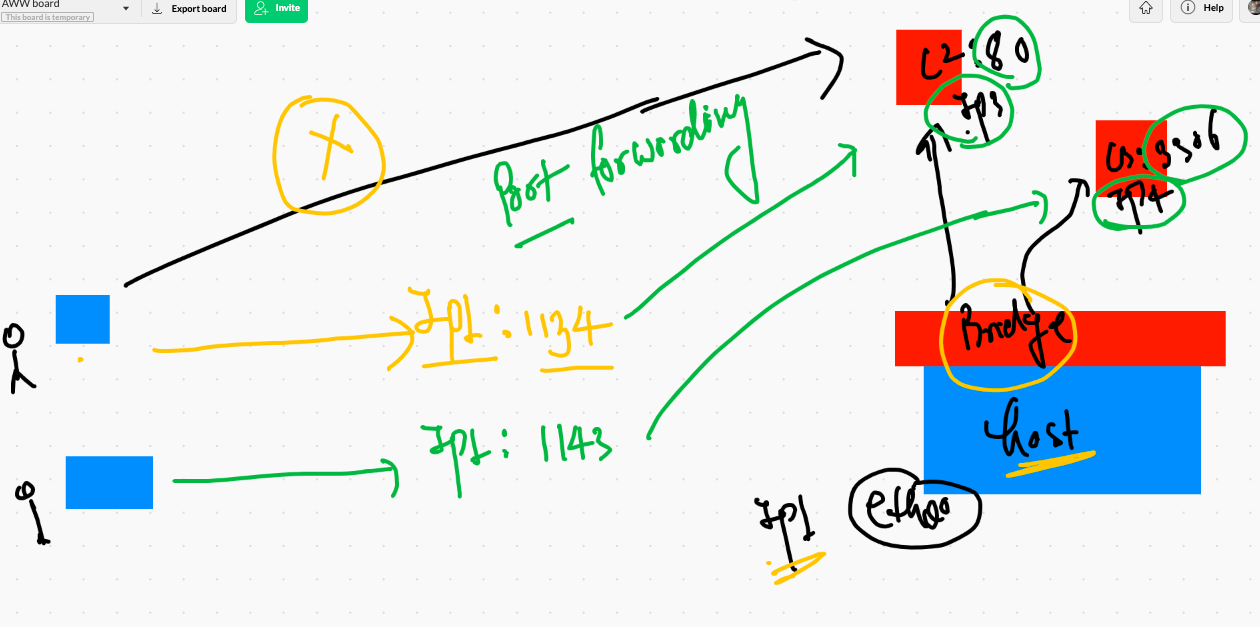 AWW board
This board is temporary
Export board
Invite
Help
C2:80
IP3
X
Port forwarding
C3:3306
IP4
IP1:1134
Bridge
IP1:1143
host
IP1
eth00